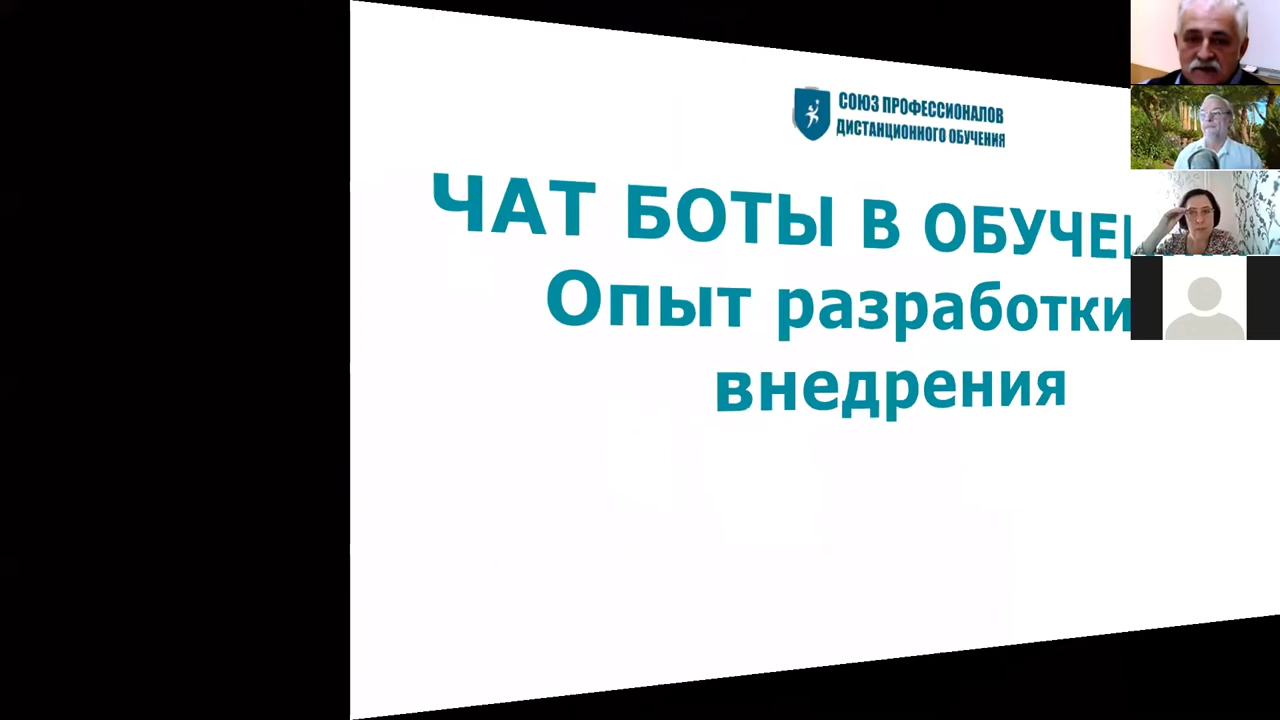 СОЮЗ ПРОФЕССИОНАЛОВ
ДИСТАНЦИОННОГО ОБУЧЕНИЯ
ЧАТ БОТЫ В
Опыт разработки
внедрения